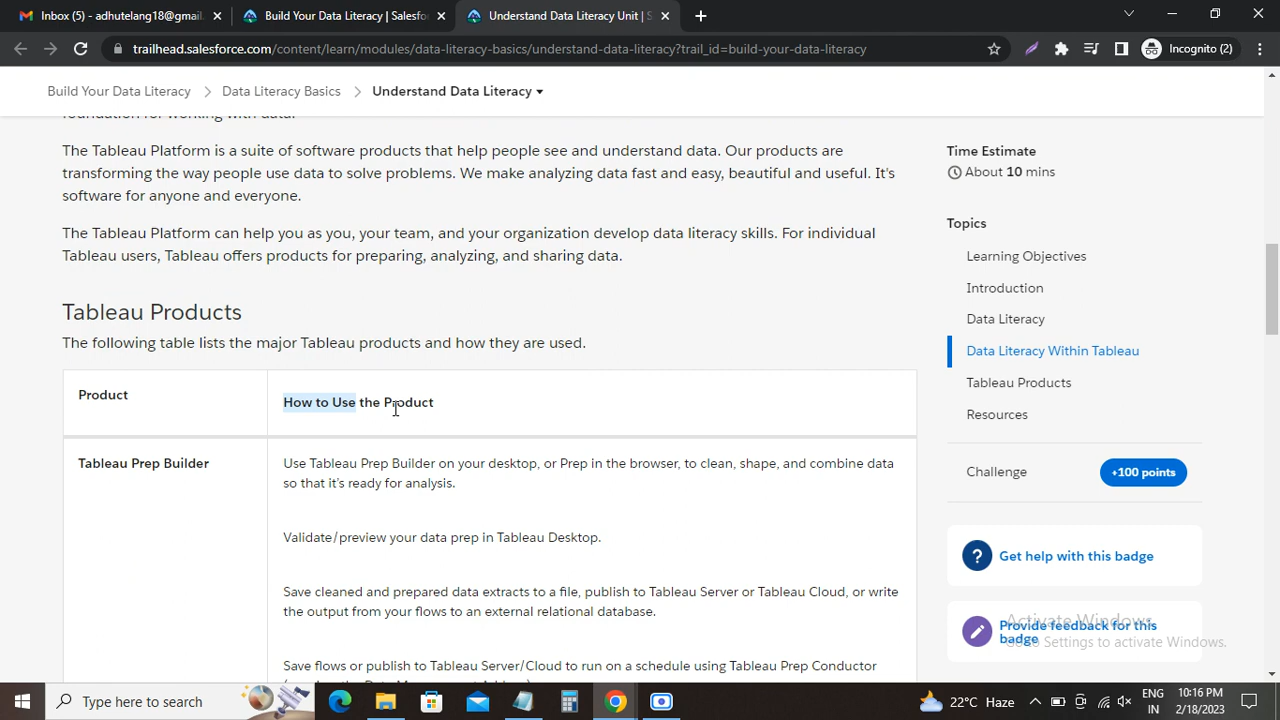 Inbox (5) - adhutelang18@gmail.
Build Your Data Literacy | Salesfo
Understand Data Literacy Unit | S
trailhead.salesforce.com/content/learn/modules/data-literacy-basics/understand-data-literacy?trail_id=build-your-data-literacy
Incognito (2)
Build Your Data Literacy > Data Literacy Basics > Understand Data Literacy
foundation for working with data.
The Tableau Platform is a suite of software products that help people see and understand data. Our products are
transforming the way people use data to solve problems. We make analyzing data fast and easy, beautiful and useful. It's
software for anyone and everyone.
The Tableau Platform can help you as you, your team, and your organization develop data literacy skills. For individual
Tableau users, Tableau offers products for preparing, analyzing, and sharing data.
Tableau Products
The following table lists the major Tableau products and how they are used.
Product
How to Use the Product
Tableau Prep Builder
Use Tableau Prep Builder on your desktop, or Prep in the browser, to clean, shape, and combine data
so that it's ready for analysis.
Validate/preview your data prep in Tableau Desktop.
Save cleaned and prepared data extracts to a file, publish to Tableau Server or Tableau Cloud, or write
the output from your flows to an external relational database.
Save flows or publish to Tableau Server/Cloud to run on a schedule using Tableau Prep Conductor
Time Estimate
About 10 mins
Topics
Learning Objectives
Introduction
Data Literacy
Data Literacy Within Tableau
Tableau Products
Resources
Challenge
+100 points
? Get help with this badge
Provide feedback for this
badge
Activate Windows
Go to Settings to activate Windows.
Type here to search
22°C Haze
ENG
IN
10:16 PM
2/18/2023